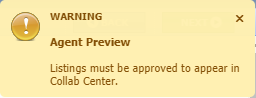 WARNING
Agent Preview
Listings must be approved to appear in
Collab Center.